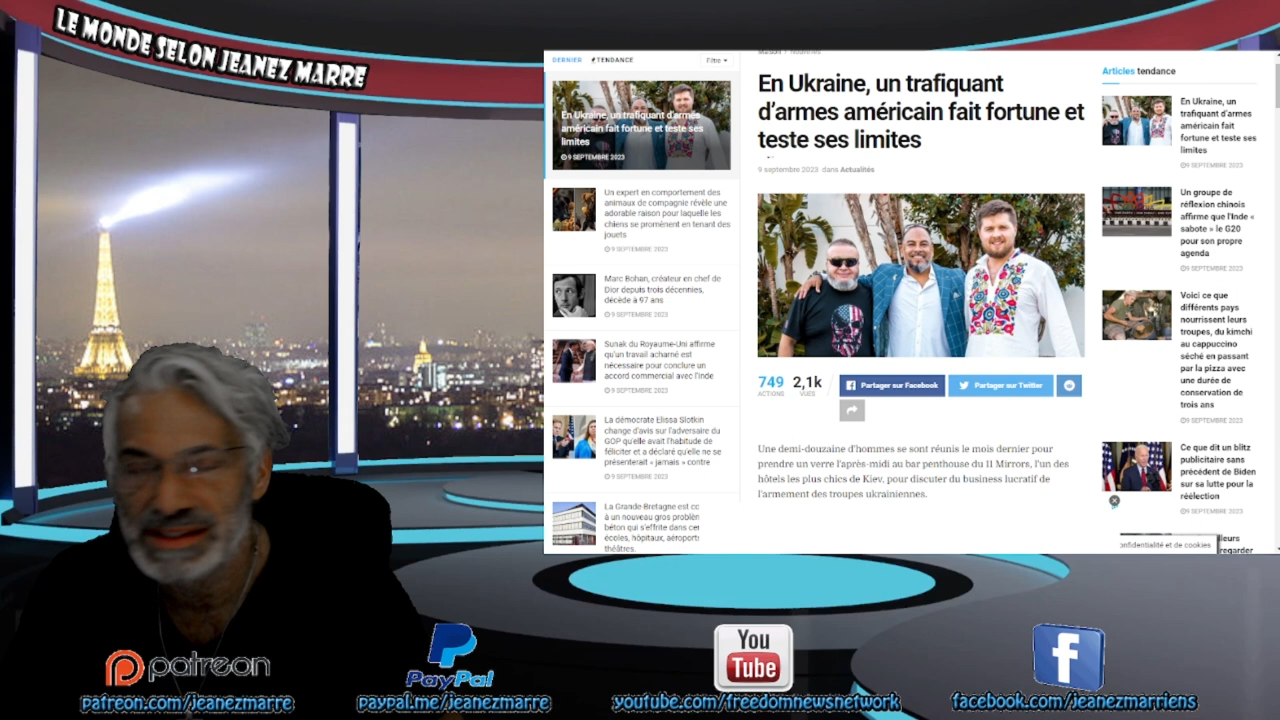 LE MONDE SELON JEANEZ MARRE
DERNIER
TENDANCE
Filtre
En Ukraine, un trafiquant d'armes
américain fait fortune et teste ses
limites
9 SEPTEMBRE 2023
Un expert en comportement des
animaux de compagnie révèle une
adorable raison pour laquelle les
chiens se promènent en tenant des
jouets
9 SEPTEMBRE 2023
Marc Bohan, créateur en chef de
Dior depuis trois décennies,
décède à 97 ans
9 SEPTEMBRE 2023
Sunak du Royaume-Uni affirme
qu'un travail acharné est
nécessaire pour conclure un
accord commercial avec l'Inde
9 SEPTEMBRE 2023
La démocrate Elissa Slotkin
change d'avis sur l'adversaire du
GOP qu'elle avait l'habitude de
féliciter et a déclaré qu'elle ne se
présenterait « jamais » contre
9 SEPTEMBRE 2023
La Grande-Bretagne est co
à un nouveau gros problèm
béton qui s'effrite dans cer
écoles, hôpitaux, aéroports
théâtres.
En Ukraine, un trafiquant
d'armes américain fait fortune et
teste ses limites
9 septembre 2023 dans Actualités
749
ACTIONS
2,1k
VUES
Partager sur Facebook
Partager sur Twitter
Une demi-douzaine d'hommes se sont réunis le mois dernier pour
prendre un verre l'après-midi au bar penthouse du 11 Mirrors, l'un des
hôtels les plus chics de Kiev, pour discuter du business lucratif de
l'armement des troupes ukrainiennes.
Articles tendance
En Ukraine, un
trafiquant d'armes
américain fait
fortune et teste ses
limites
9 SEPTEMBRE 2023
Un groupe de
réflexion chinois
affirme que l'Inde «
sabote » le G20
pour son propre
agenda
9 SEPTEMBRE 2023
Voici ce que
différents pays
nourrissent leurs
troupes, du kimchi
au cappuccino
séché en passant
par la pizza avec
une durée de
conservation de
trois ans
9 SEPTEMBRE 2023
Ce que dit un blitz
publicitaire sans
précédent de Biden
sur sa lutte pour la
réélection
9 SEPTEMBRE 2023
leurs
regarder
onfidentialité et de cookies
patreon
patreon.com/jeanezmarre
PayPal
paypal.me/jeanezmarre
You
Tube
youtube.com/freedomnewsnetwork
f
facebook.com/jeanezmarriens